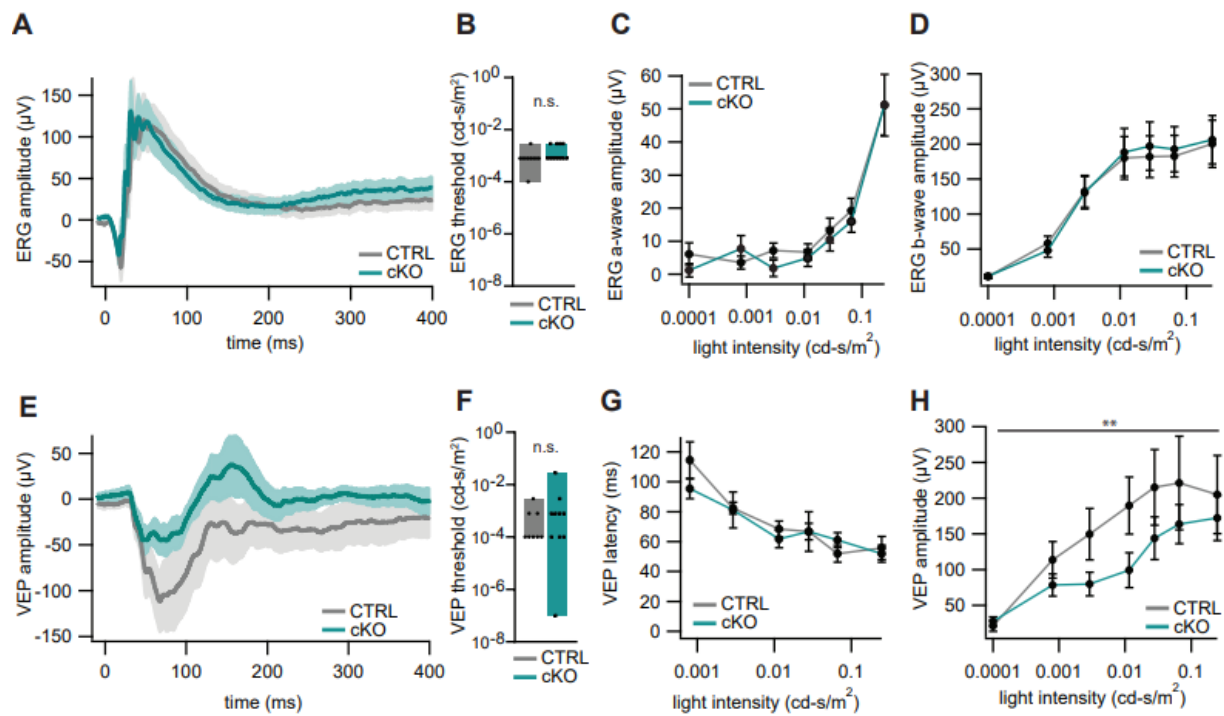 A
ERG amplitude (µV)
150
100
50
0
-50
CTRL
cKO
0 100 200 300 400
time (ms)
B
ERG threshold (cd-s/m²)
10⁰
10⁻²
10⁻⁴
10⁻⁶
10⁻⁸
n.s.
CTRL
cKO
C
ERG a-wave amplitude (µV)
60
50
40
30
20
10
0
CTRL
cKO
0.0001 0.001 0.01 0.1
light intensity (cd-s/m²)
D
ERG b-wave amplitude (µV)
300
250
200
150
100
50
CTRL
cKO
0.0001 0.001 0.01 0.1
light intensity (cd-s/m²)
E
VEP amplitude (µV)
50
0
-50
-100
-150
CTRL
cKO
0 100 200 300 400
time (ms)
F
VEP threshold (cd-s/m²)
10⁰
10⁻²
10⁻⁴
10⁻⁶
10⁻⁸
n.s.
CTRL
cKO
G
VEP latency (ms)
120
100
80
60
40
20
0
CTRL
cKO
0.001 0.01 0.1
light intensity (cd-s/m²)
H
VEP amplitude (µV)
300
250
200
150
100
50
**
CTRL
cKO
0.0001 0.001 0.01 0.1
light intensity (cd-s/m²)